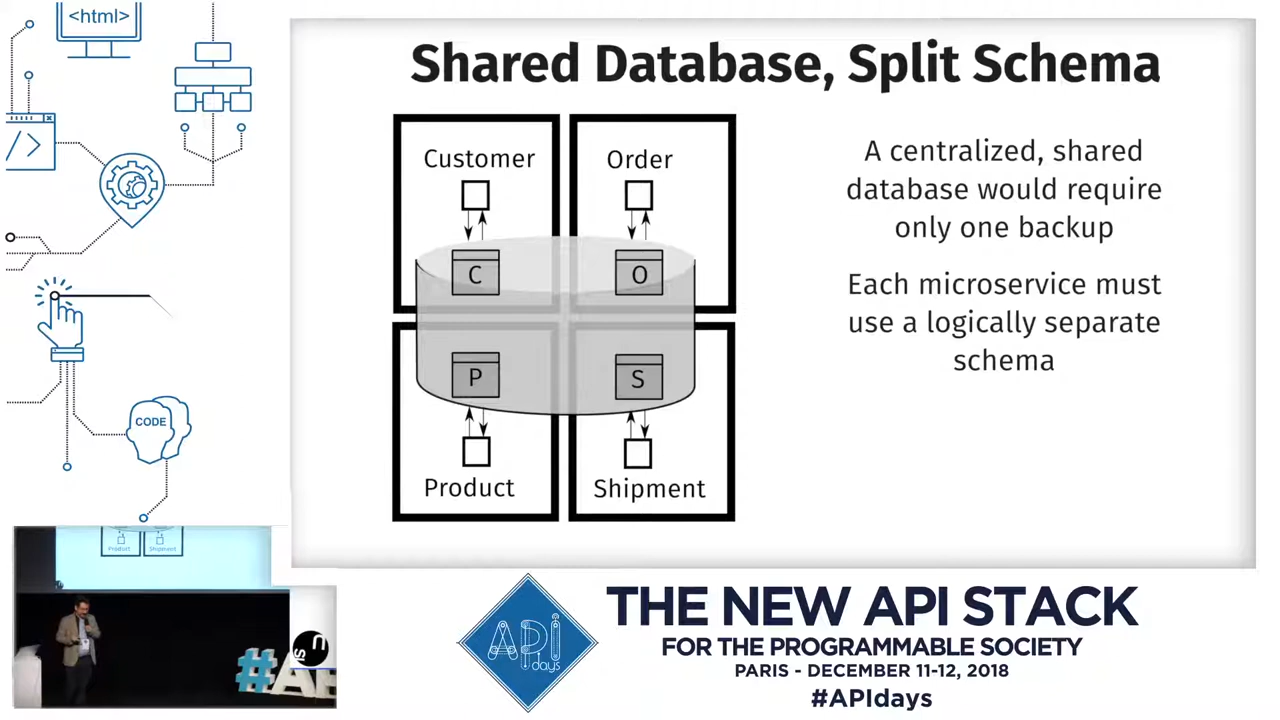 <html>
Shared Database, Split Schema
Customer
Order
C
O
P
S
Product
Shipment
A centralized, shared
database would require
only one backup
Each microservice must
use a logically separate
schema
</>
CODE
Product
Shipment
#A
API
days
THE NEW API STACK
FOR THE PROGRAMMABLE SOCIETY
PARIS - DECEMBER 11-12, 2018
#APIdays